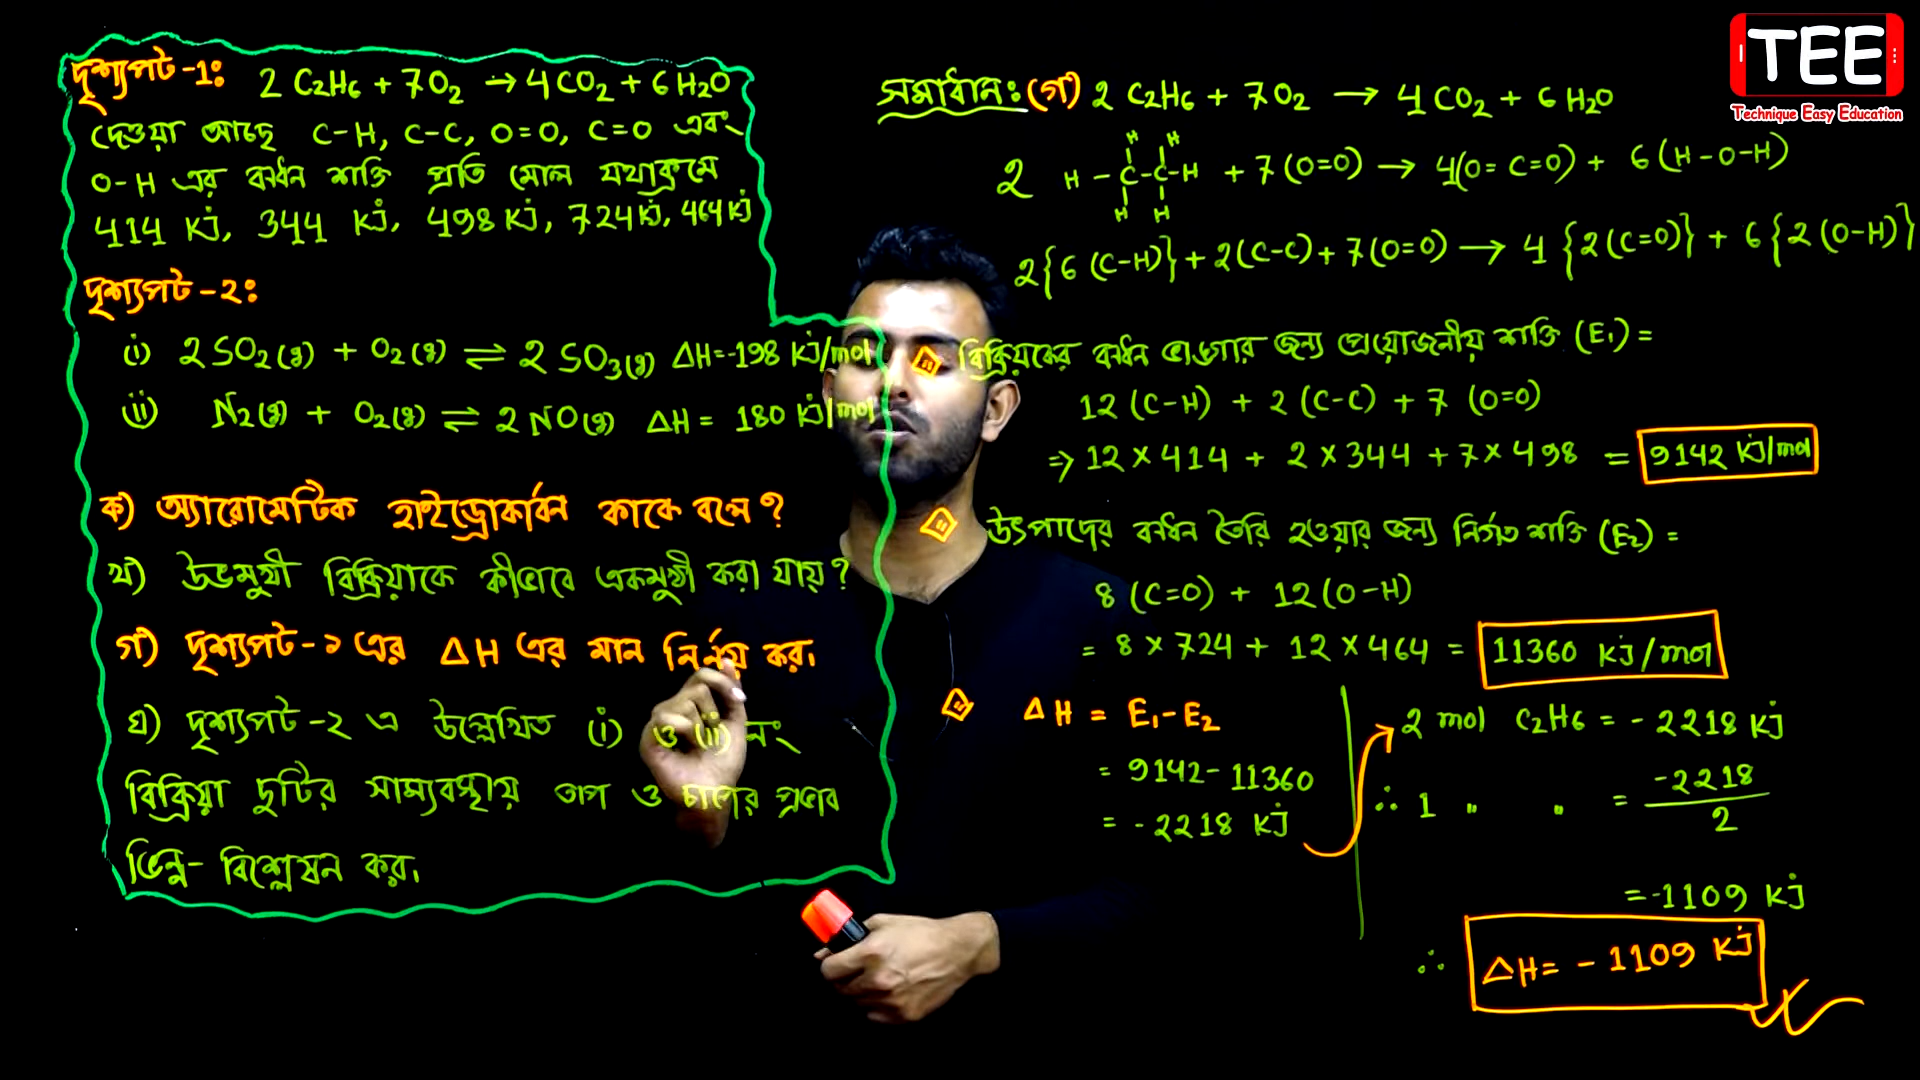 TEE
Technique Easy Education
দৃশ্যপট-1: 2 C2H6 + 7O2 → 4CO2 + 6H2O
দেওয়া আছে C-H, C-C, O=O, C=O এবং
O-H এর বন্ধন শক্তি প্রতি মোল যথাক্রমে
414 KJ, 344 KJ, 498 KJ, 724 KJ, 464 KJ
দৃশ্যপট-২:
(i) 2SO2(g) + O2(g) ⇌ 2SO3(g) ΔH=-198 KJ/mol
(ii) N2(g) + O2(g) ⇌ 2NO(g) ΔH = 180 KJ/mol
ক) অ্যারোমেটিক হাইড্রোকার্বন কাকে বলে?
খ) উভমুখী বিক্রিয়াকে কীভাবে একমুখী করা যায়?
গ) দৃশ্যপট-১ এর ΔH এর মান নির্ণয় কর।
ঘ) দৃশ্যপট-২ এ উল্লেখিত (i) ও (ii) নং
বিক্রিয়া দুটির সাম্যবস্থায় তাপ ও চাপের প্রভাব
ভিন্ন- বিশ্লেষন কর।
সমাধান: (গ) 2 C2H6 + 7O2 → 4CO2 + 6H2O
H H
2 H-C-C-H + 7(O=O) → 4(O=C=O) + 6(H-O-H)
H H
2{6(C-H)} + 2(C-C) + 7(O=O) → 4{2(C=O)} + 6{2(O-H)}
বিক্রিয়কের বন্ধন ভাঙার জন্য প্রয়োজনীয় শক্তি (E1) =
12 (C-H) + 2 (C-C) + 7 (O=O)
⇒ 12×414 + 2×344 + 7×498 = 9142 KJ/mol
উৎপাদের বন্ধন তৈরি হওয়ার জন্য নির্গত শক্তি (E2) =
8 (C=O) + 12 (O-H)
= 8×724 + 12×464 = 11360 KJ/mol
ΔH = E1-E2
= 9142-11360
= -2218 KJ
2 mol C2H6 = -2218 KJ
∴ 1 " " = -2218/2
= -1109 KJ
∴ ΔH = -1109 KJ